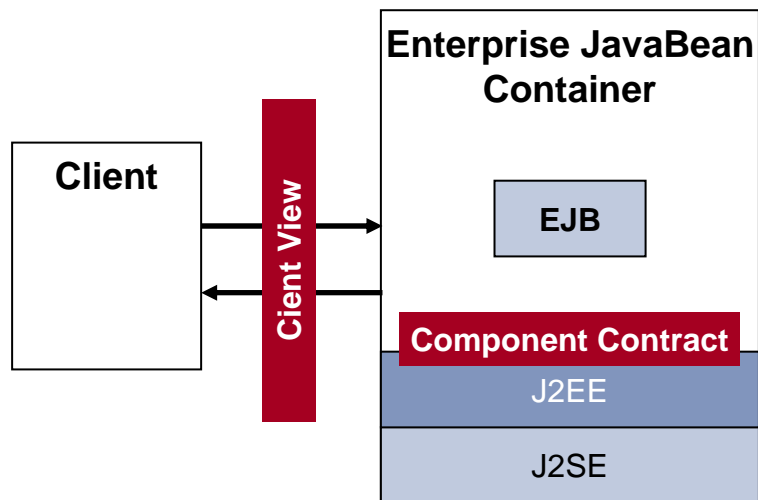 Client
Cient View
Enterprise JavaBean
Container
EJB
Component Contract
J2EE
J2SE